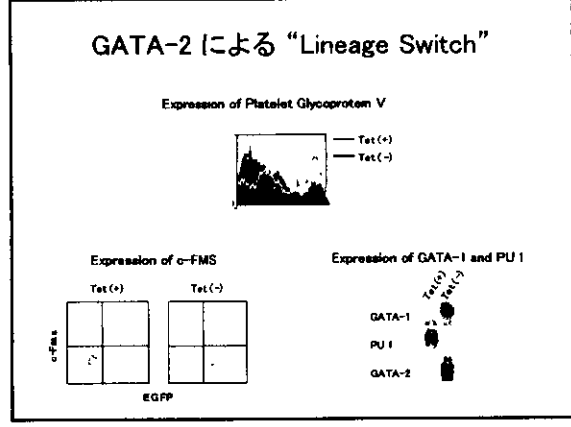 GATA-2 による “Lineage Switch”
Expression of Platelet Glycoprotein V
Tet(+)
Tet(-)
Expression of c-FMS
Tet(+) Tet(-)
c-Fms
EGFP
Expression of GATA-1 and PU 1
Tet(+) Tet(-)
GATA-1
PU 1
GATA-2